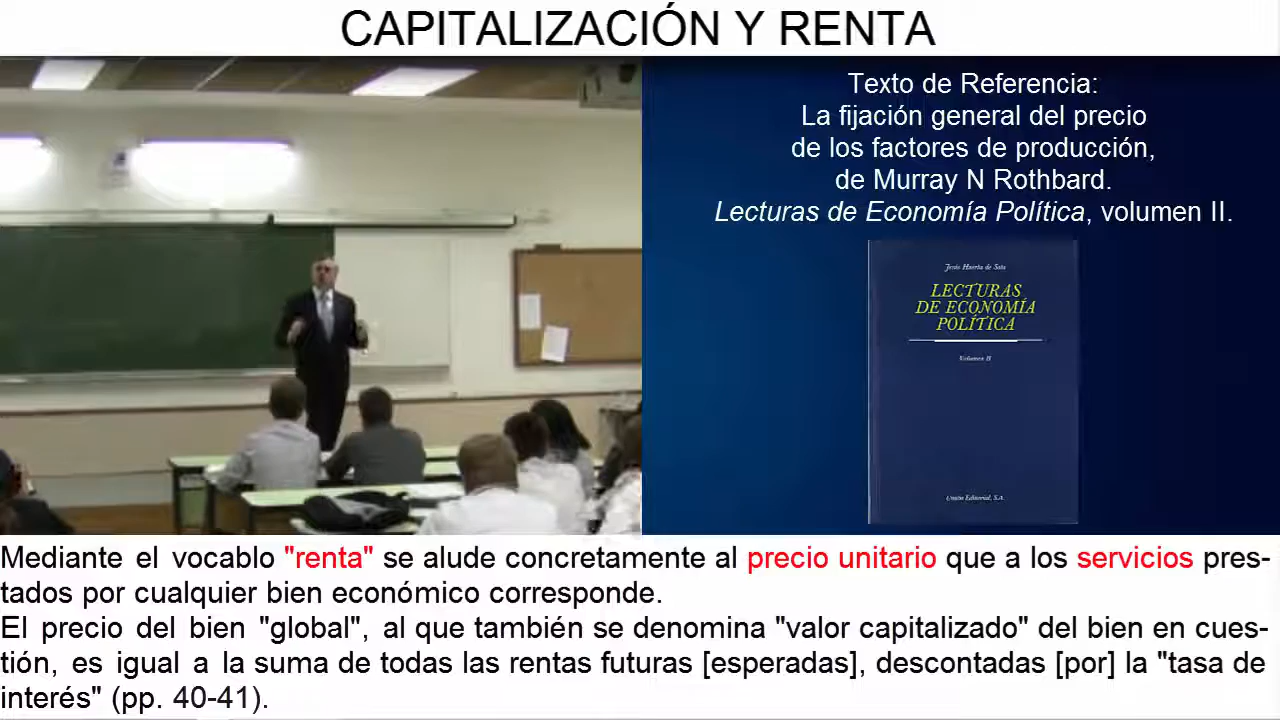 CAPITALIZACIÓN Y RENTA
Texto de Referencia:
La fijación general del precio
de los factores de producción,
de Murray N Rothbard.
Lecturas de Economía Política, volumen II.
Jesús Huerta de Soto
LECTURAS
DE ECONOMÍA
POLÍTICA
Volumen II
Unión Editorial, S.A.
Mediante el vocablo "renta" se alude concretamente al precio unitario que a los servicios pres-
tados por cualquier bien económico corresponde.
El precio del bien "global", al que también se denomina "valor capitalizado" del bien en cues-
tión, es igual a la suma de todas las rentas futuras [esperadas], descontadas [por] la "tasa de
interés" (pp. 40-41).